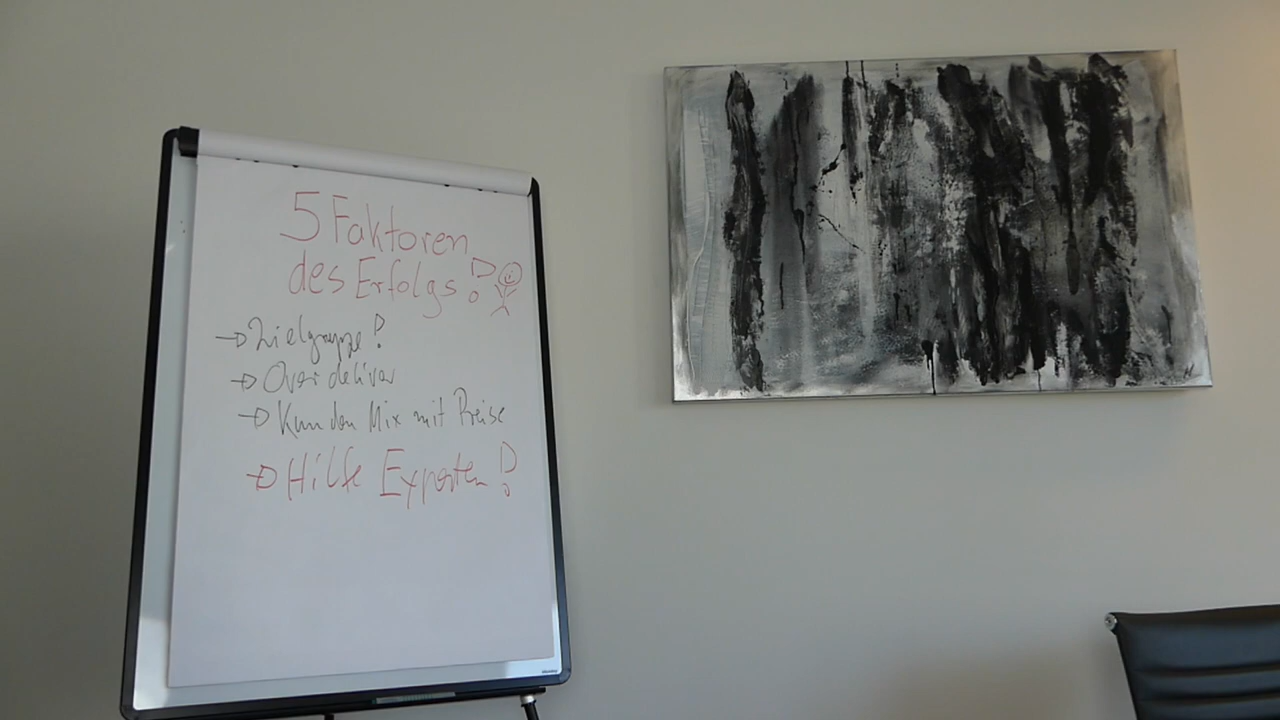 5 Faktoren
des Erfolgs!
→ Zielgruppe!
→ Over deliver
→ Kunden Mix mit Preise
→ Hilfe Experten!